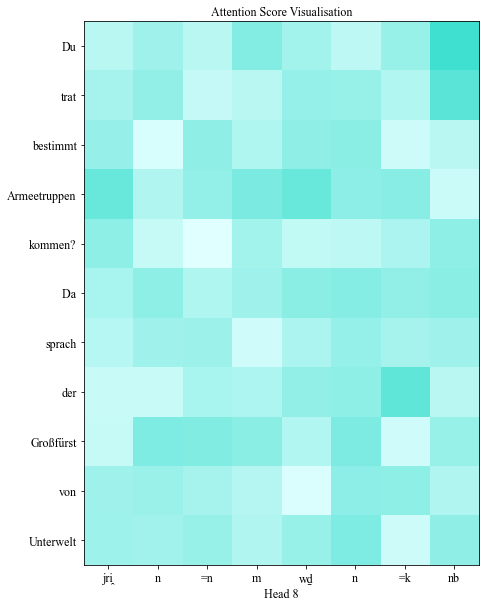 Attention Score Visualisation
Du
trat
bestimmt
Armeetruppen
kommen?
Da
sprach
der
Großfürst
von
Unterwelt
jri̯ n =n m wḏ n =k nb
Head 8